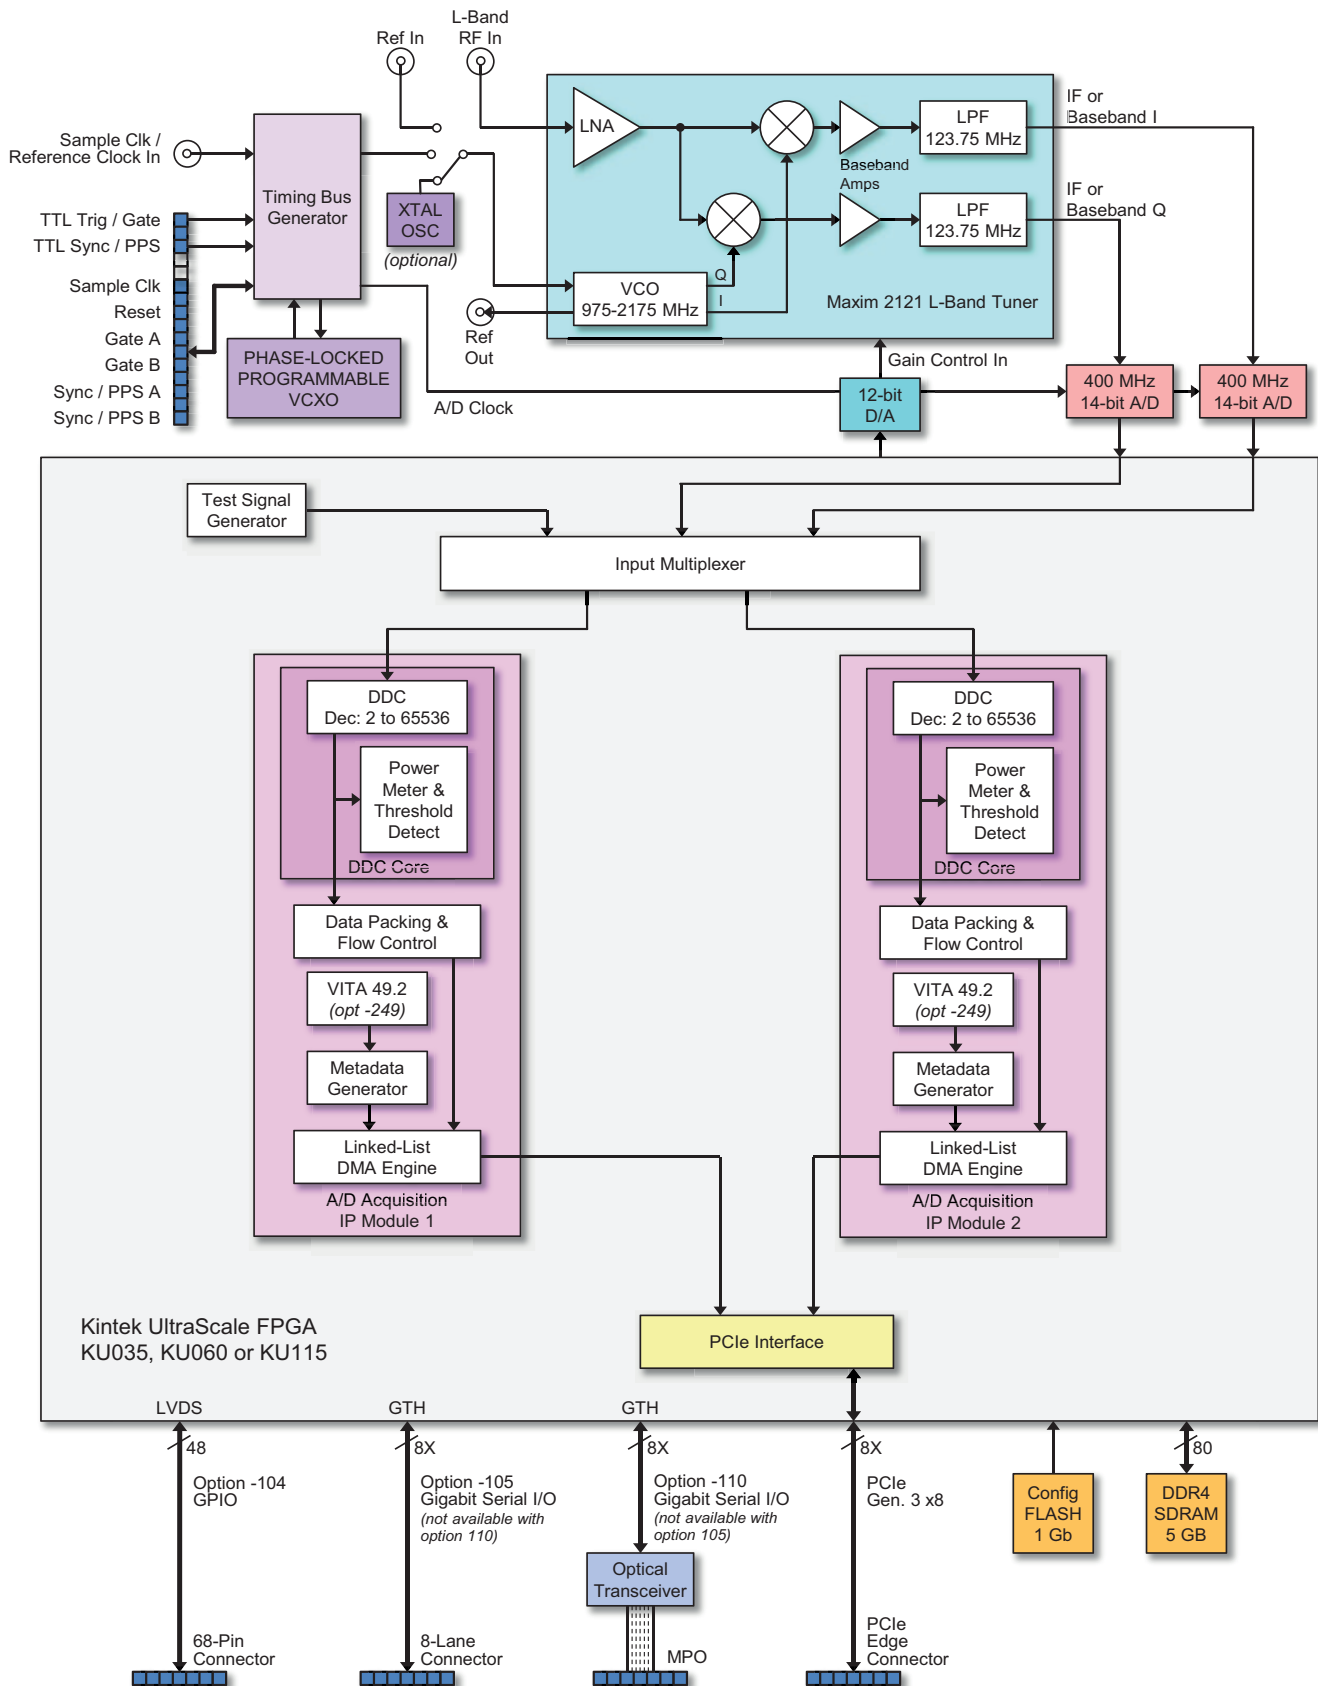 L-Band
RF In
Ref In
Sample Clk /
Reference Clock In
TTL Trig / Gate
TTL Sync / PPS
Sample Clk
Reset
Gate A
Gate B
Sync / PPS A
Sync / PPS B
Timing Bus
Generator
PHASE-LOCKED
PROGRAMMABLE
VCXO
XTAL
OSC
(optional)
Ref
Out
A/D Clock
LNA
Baseband
Amps
LPF
123.75 MHz
LPF
123.75 MHz
VCO
975-2175 MHz
Q
I
Maxim 2121 L-Band Tuner
IF or
Baseband I
IF or
Baseband Q
Gain Control In
12-bit
D/A
400 MHz
14-bit A/D
400 MHz
14-bit A/D
Test Signal
Generator
Input Multiplexer
DDC
Dec: 2 to 65536
Power
Meter &
Threshold
Detect
DDC Core
Data Packing &
Flow Control
VITA 49.2
(opt -249)
Metadata
Generator
Linked-List
DMA Engine
A/D Acquisition
IP Module 1
DDC
Dec: 2 to 65536
Power
Meter &
Threshold
Detect
DDC Core
Data Packing &
Flow Control
VITA 49.2
(opt -249)
Metadata
Generator
Linked-List
DMA Engine
A/D Acquisition
IP Module 2
Kintek UltraScale FPGA
KU035, KU060 or KU115
PCIe Interface
LVDS
48
Option -104
GPIO
68-Pin
Connector
GTH
8X
Option -105
Gigabit Serial I/O
(not available with
option 110)
8-Lane
Connector
GTH
8X
Option -110
Gigabit Serial I/O
(not available with
option 105)
Optical
Transceiver
MPO
8X
PCIe
Gen. 3 x8
PCIe
Edge
Connector
Config
FLASH
1 Gb
80
DDR4
SDRAM
5 GB